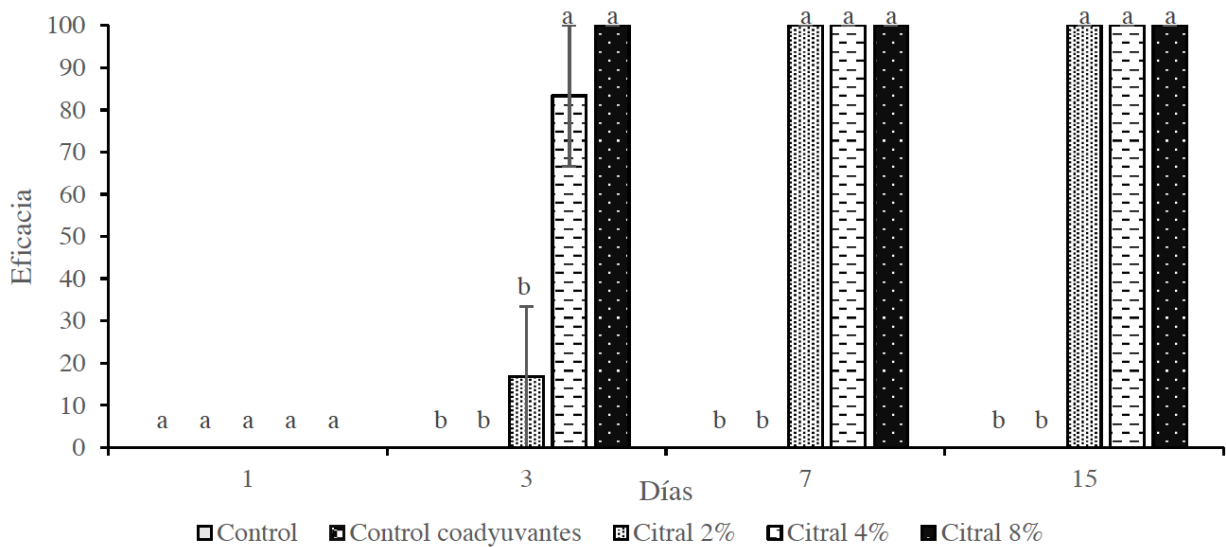 a a a a a
100
90
80
70
60
50
40
30
20
10
0
Eficacia
b
a a a a a b b b b b b
1 3 7 15
Días
Control Control coadyuvantes Citral 2% Citral 4% Citral 8%